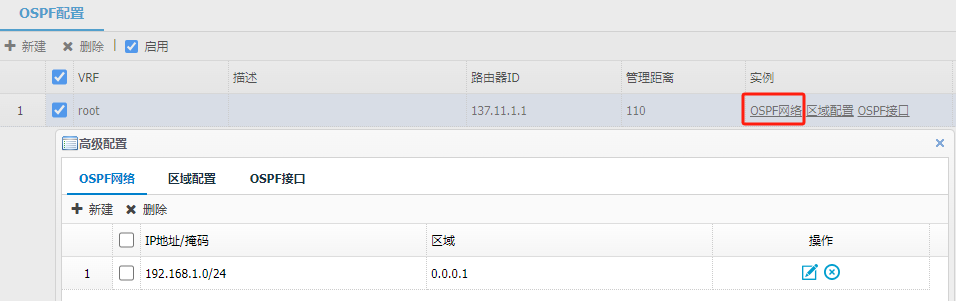 OSPF配置
新建 删除 | 启用
VRF 描述 路由器ID 管理距离 实例
1 root 137.11.1.1 110 OSPF网络 区域配置 OSPF接口
高级配置
OSPF网络 区域配置 OSPF接口
新建 删除
IP地址/掩码 区域 操作
1 192.168.1.0/24 0.0.0.1